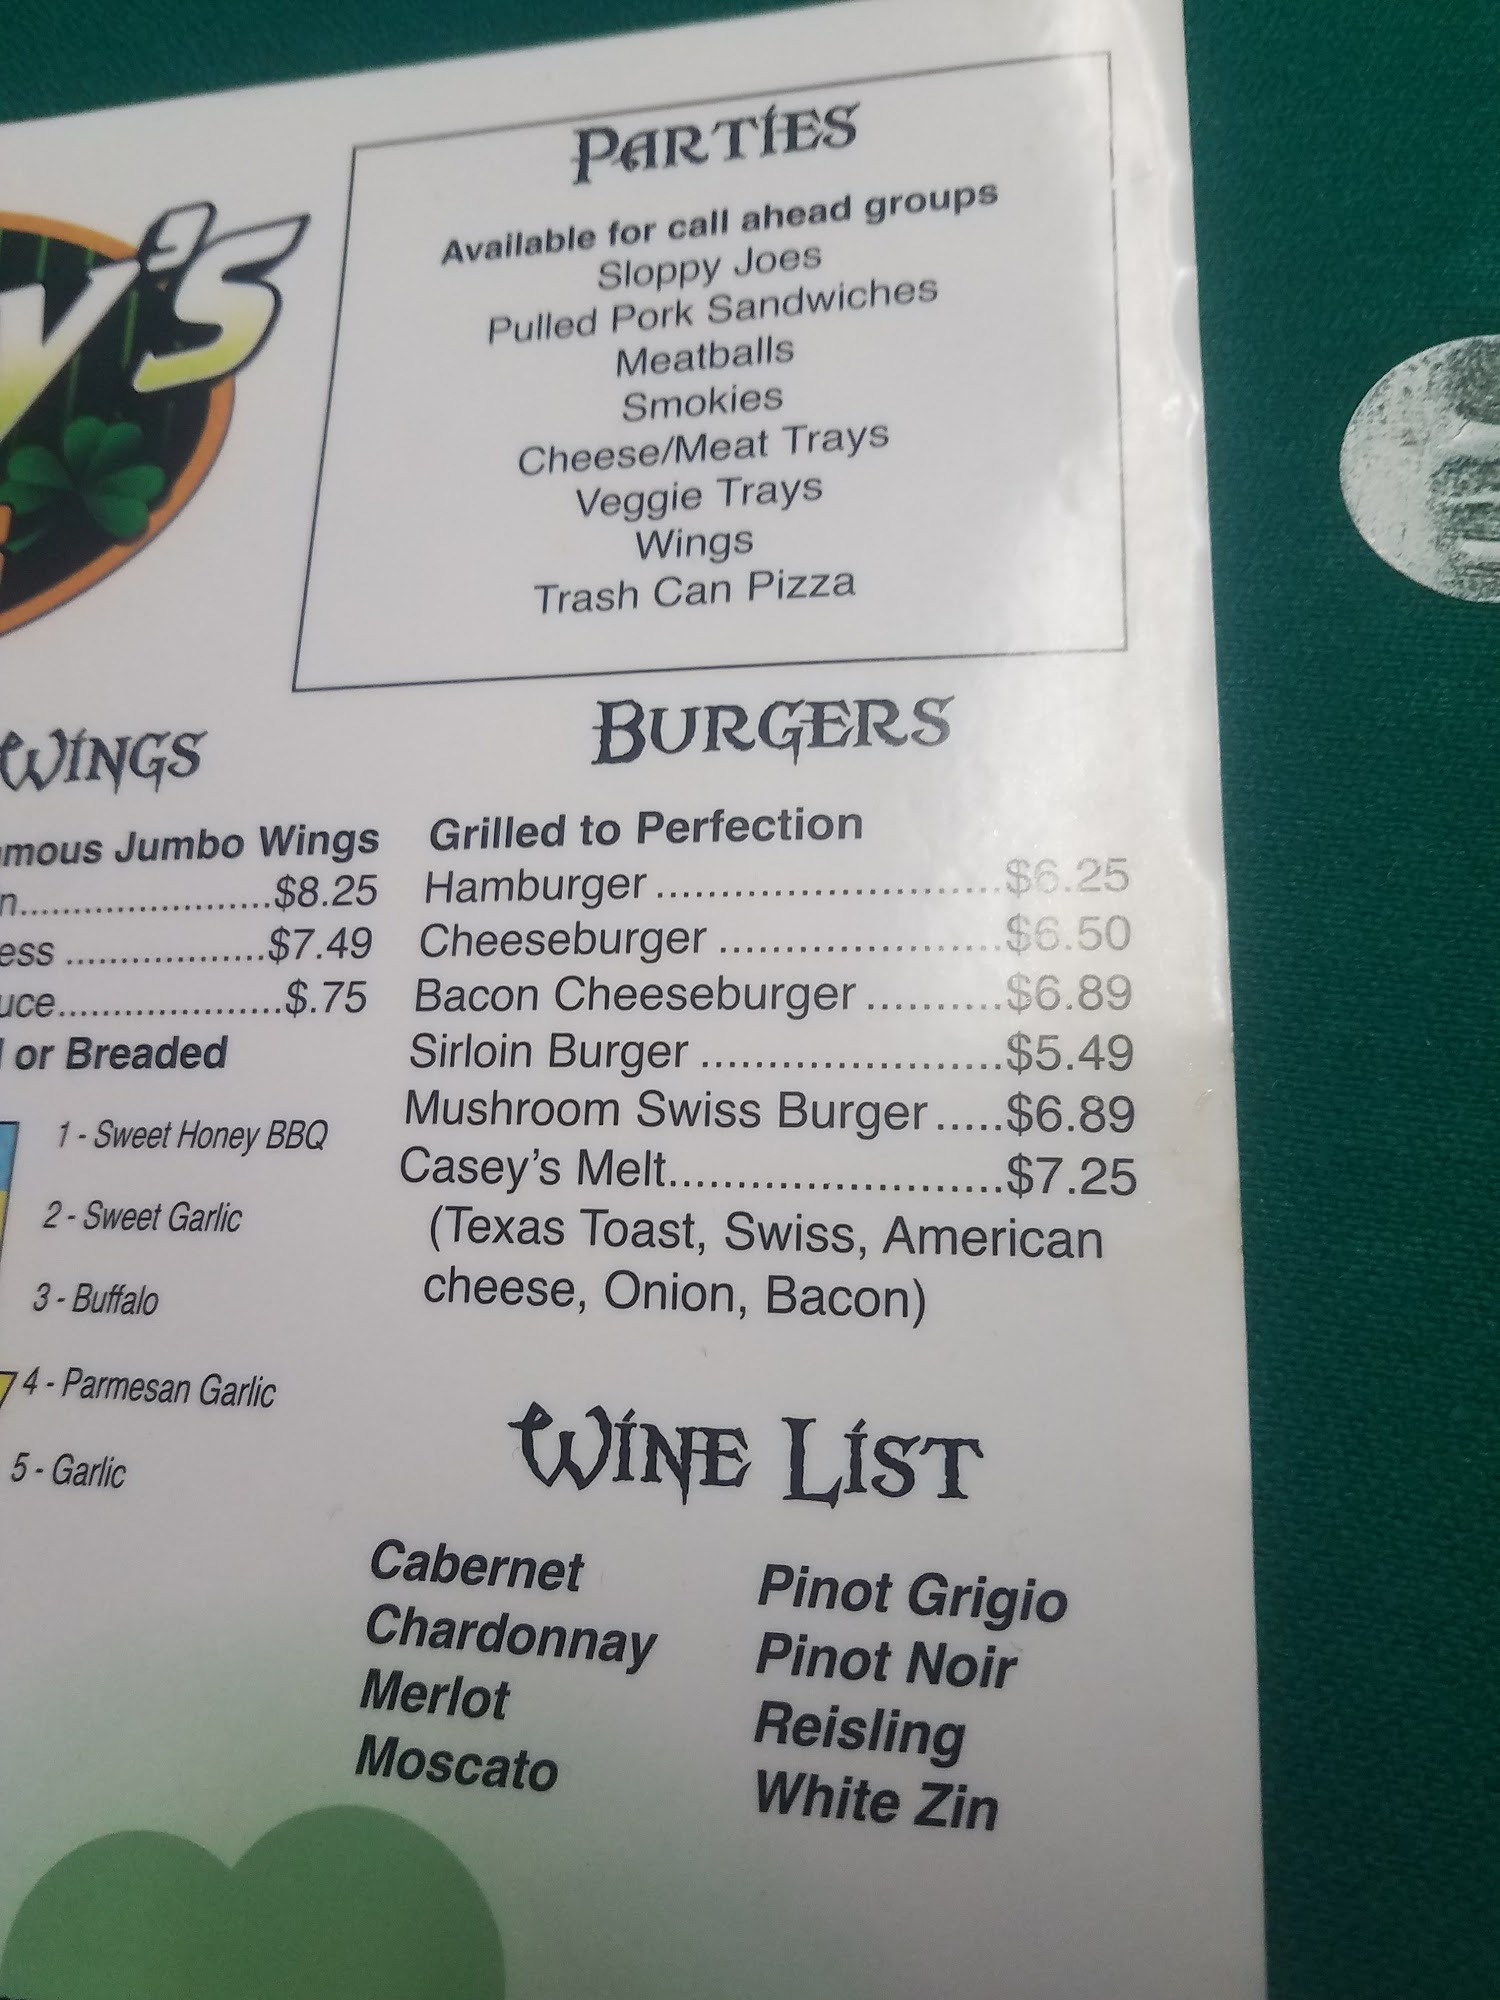 PARTIES
Available for call ahead groups
Sloppy Joes
Pulled Pork Sandwiches
Meatballs
Smokies
Cheese/Meat Trays
Veggie Trays
Wings
Trash Can Pizza
WINGS
Jumbo Wings
$8.25
$7.49
$.75
or Breaded
1 - Sweet Honey BBQ
2 - Sweet Garlic
3 - Buffalo
4 - Parmesan Garlic
5 - Garlic
BURGERS
Grilled to Perfection
Hamburger.........................$6.25
Cheeseburger.....................$6.50
Bacon Cheeseburger..........$6.89
Sirloin Burger......................$5.49
Mushroom Swiss Burger.....$6.89
Casey's Melt.........................$7.25
(Texas Toast, Swiss, American
cheese, Onion, Bacon)
WINE LIST
Cabernet
Chardonnay
Merlot
Moscato
Pinot Grigio
Pinot Noir
Reisling
White Zin